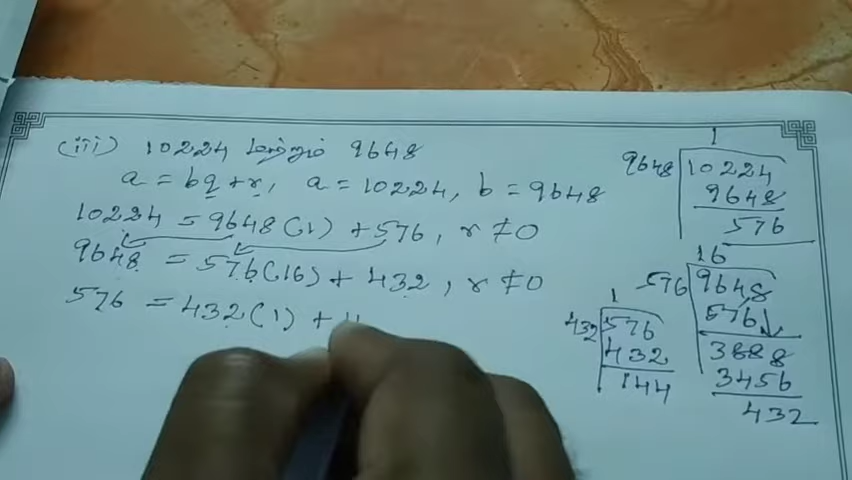 (iii) 10224 மற்றும் 9648
a = bq + r, a = 10224, b = 9648
10224 = 9648(1) + 576, r ≠ 0
9648 = 576(16) + 432, r ≠ 0
576 = 432(1) +
1
9648 10224
9648
576
16
576 9648
576
3888
3456
432
1
432 576
432
144